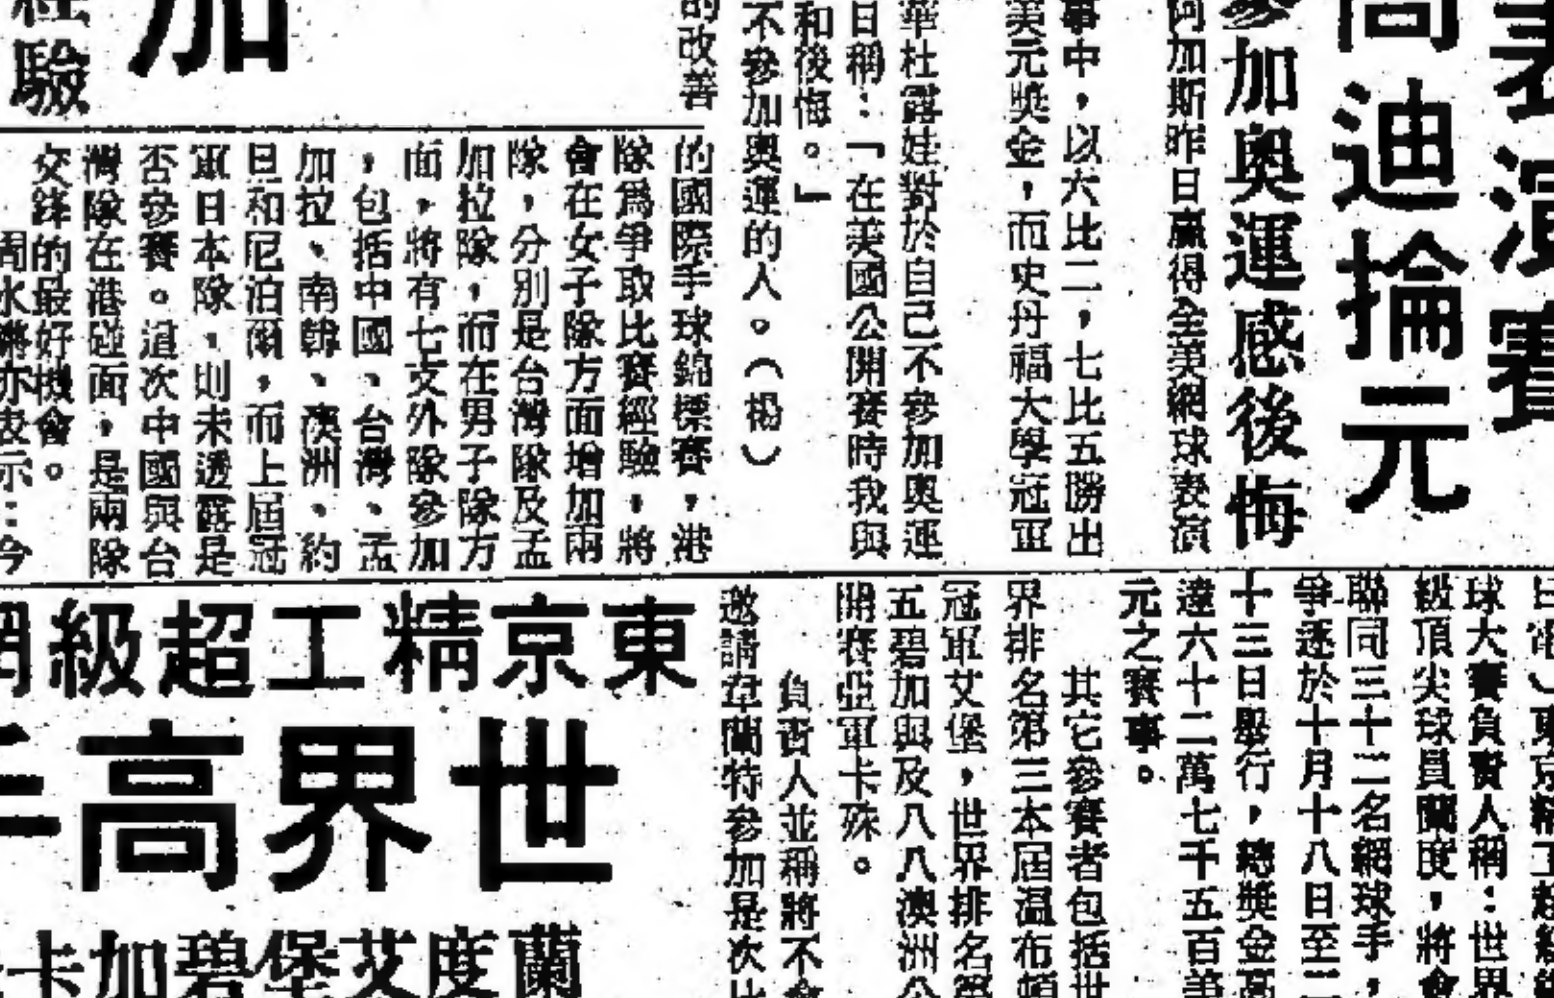 表演賽
高迪掄元
參加奧運感後悔
阿加斯昨日贏得全美網球表演
事中，以六比二，七比五勝出
美元獎金，而史丹福大學冠軍
華杜露娃對於自己不參加奧運
日稱：「在美國公開賽時我與
和後悔。」
不參加奧運的人。（楊）
的改善
加
經驗
的國際手球錦標賽，港
隊爲爭取比賽經驗，將
會在女子隊方面增加兩
隊，分別是台灣隊及孟
加拉隊，而在男子隊方
面，將有七支外隊參加
，包括中國、台灣、孟
加拉、南韓、澳洲、約
旦和尼泊爾，而上屆冠
軍日本隊，則未透露是
否參賽。這次中國與台
灣隊在港碰面，是兩隊
交鋒的最好機會。
周永權亦表示：今
電）東京精工超級網
球大賽負責人稱：世界
級頂尖球員蘭度，將會
聯同三十二名網球手，
爭逐於十月十八日至二
十三日舉行，總獎金高
達六十二萬七千五百美
元之賽事。
其它參賽者包括世
界排名第三本屆溫布頓
冠軍艾堡，世界排名第
五碧加與及八八澳洲公
開賽亞軍卡殊。
負責人並稱將不會
邀請韋蘭特參加是次比
東京精工超級網
世界高手
蘭度艾堡碧加卡